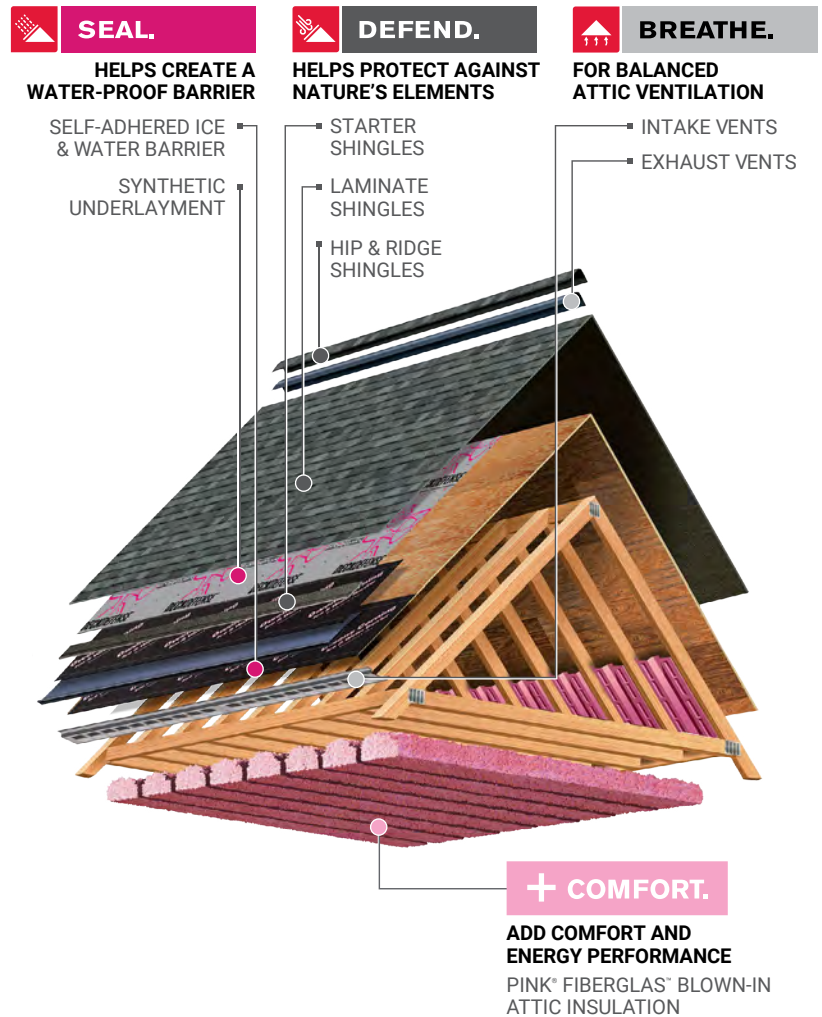 SEAL.
HELPS CREATE A
WATER-PROOF BARRIER
SELF-ADHERED ICE
& WATER BARRIER
SYNTHETIC
UNDERLAYMENT
DEFEND.
HELPS PROTECT AGAINST
NATURE'S ELEMENTS
STARTER
SHINGLES
LAMINATE
SHINGLES
HIP & RIDGE
SHINGLES
BREATHE.
FOR BALANCED
ATTIC VENTILATION
INTAKE VENTS
EXHAUST VENTS
+ COMFORT.
ADD COMFORT AND
ENERGY PERFORMANCE
PINK® FIBERGLAS™ BLOWN-IN
ATTIC INSULATION